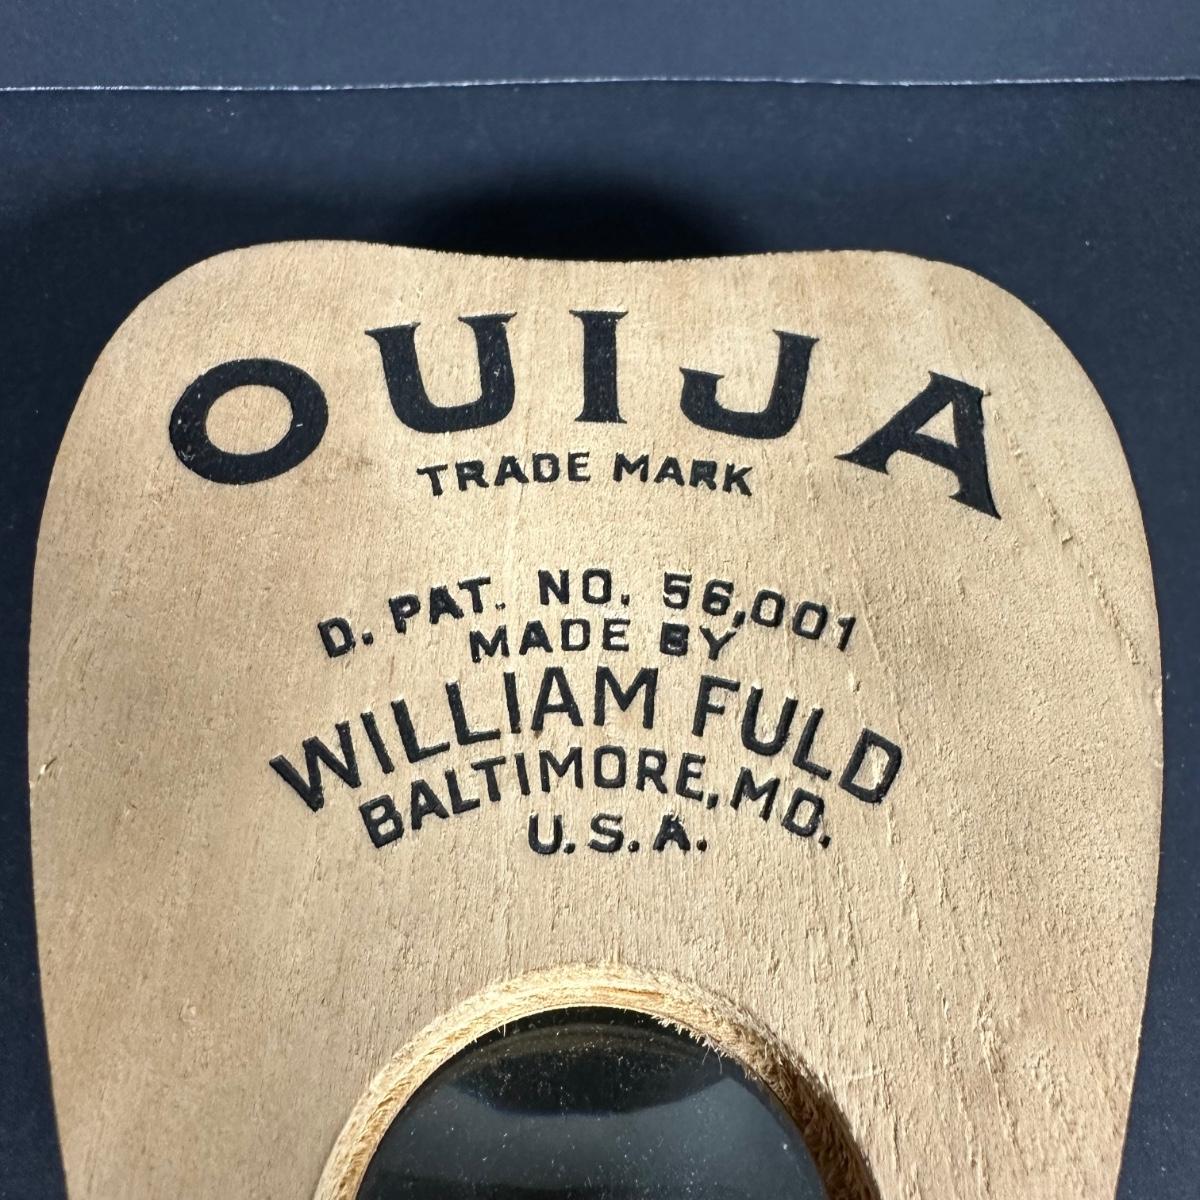 OUIJA
TRADE MARK
D. PAT. NO. 56,001
MADE BY
WILLIAM FULD
BALTIMORE, MD.
U.S.A.